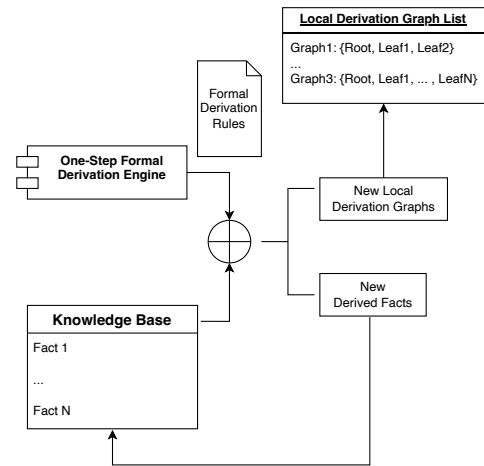 Local Derivation Graph List
Graph1: {Root, Leaf1, Leaf2}
...
Graph3: {Root, Leaf1, ... , LeafN}
Formal
Derivation
Rules
One-Step Formal
Derivation Engine
New Local
Derivation Graphs
New
Derived Facts
Knowledge Base
Fact 1
...
Fact N